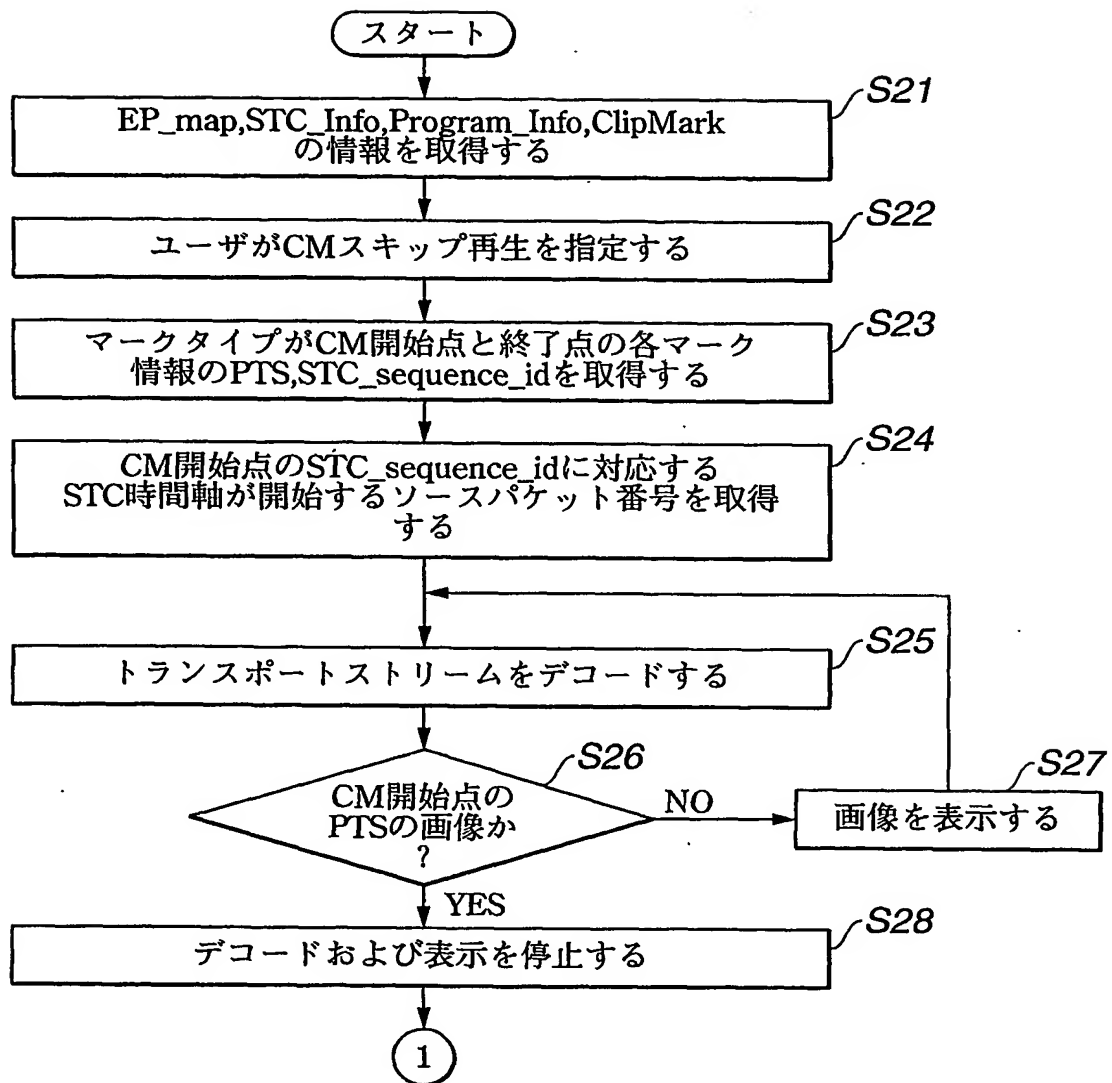 スタート
S21
EP_map,STC_Info,Program_Info,ClipMark
の情報を取得する
S22
ユーザがCMスキップ再生を指定する
S23
マークタイプがCM開始点と終了点の各マーク
情報のPTS,STC_sequence_idを取得する
S24
CM開始点のSTC_sequence_idに対応する
STC時間軸が開始するソースパケット番号を取得
する
S25
トランスポートストリームをデコードする
S26
CM開始点の
PTSの画像か
?
NO
S27
画像を表示する
YES
S28
デコードおよび表示を停止する
1